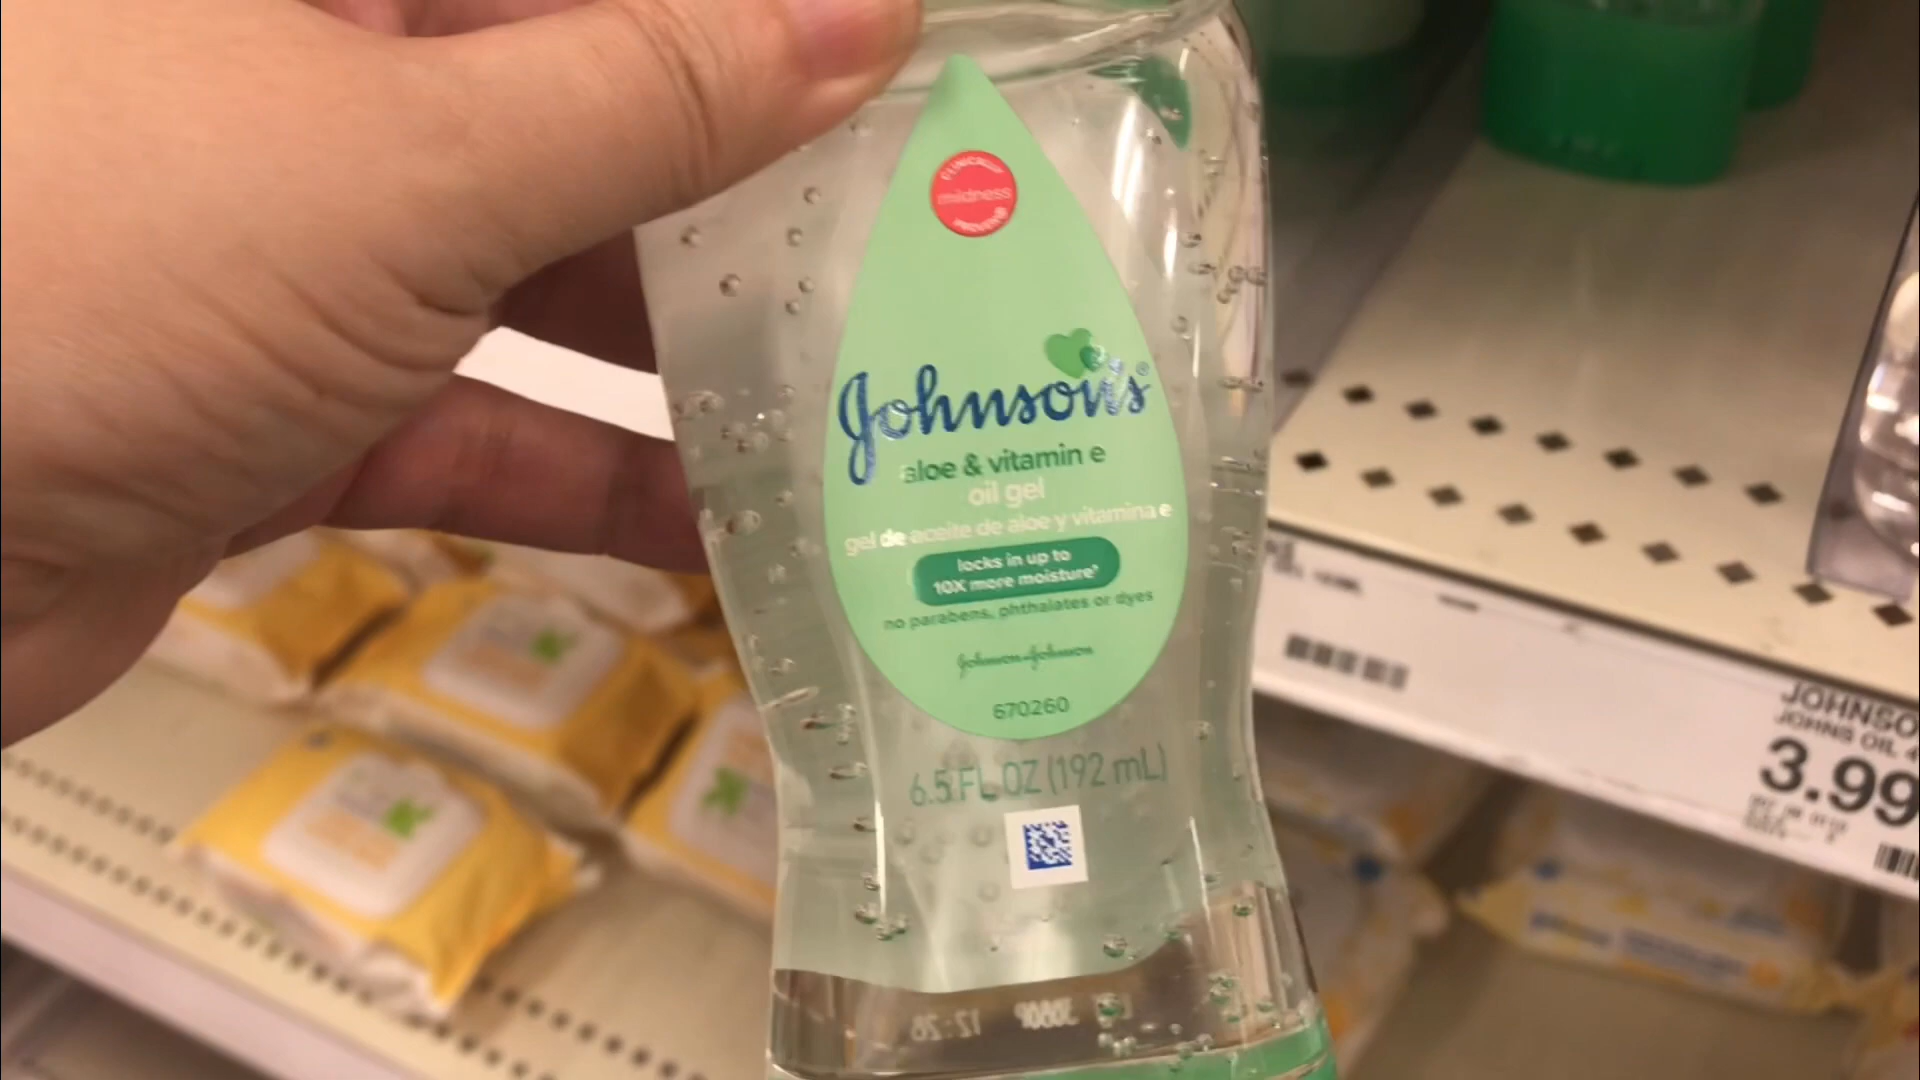 CLINICALLY
mildness
PROVEN
Johnson's®
aloe & vitamin e
oil gel
gel de aceite de aloe y vitamina e
locks in up to
10X more moisture
no parabens, phthalates or dyes
Johnson & Johnson
670260
6.5 FL OZ (192 mL)
JOHNSO
JOHNS OIL 4
3.99